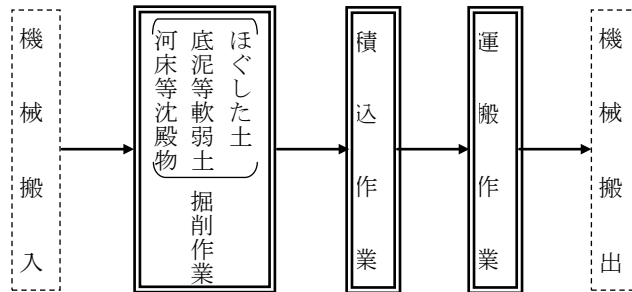 機械搬入
ほぐした土
底泥等軟弱土
河床等沈殿物
掘削作業
積込作業
運搬作業
機械搬出